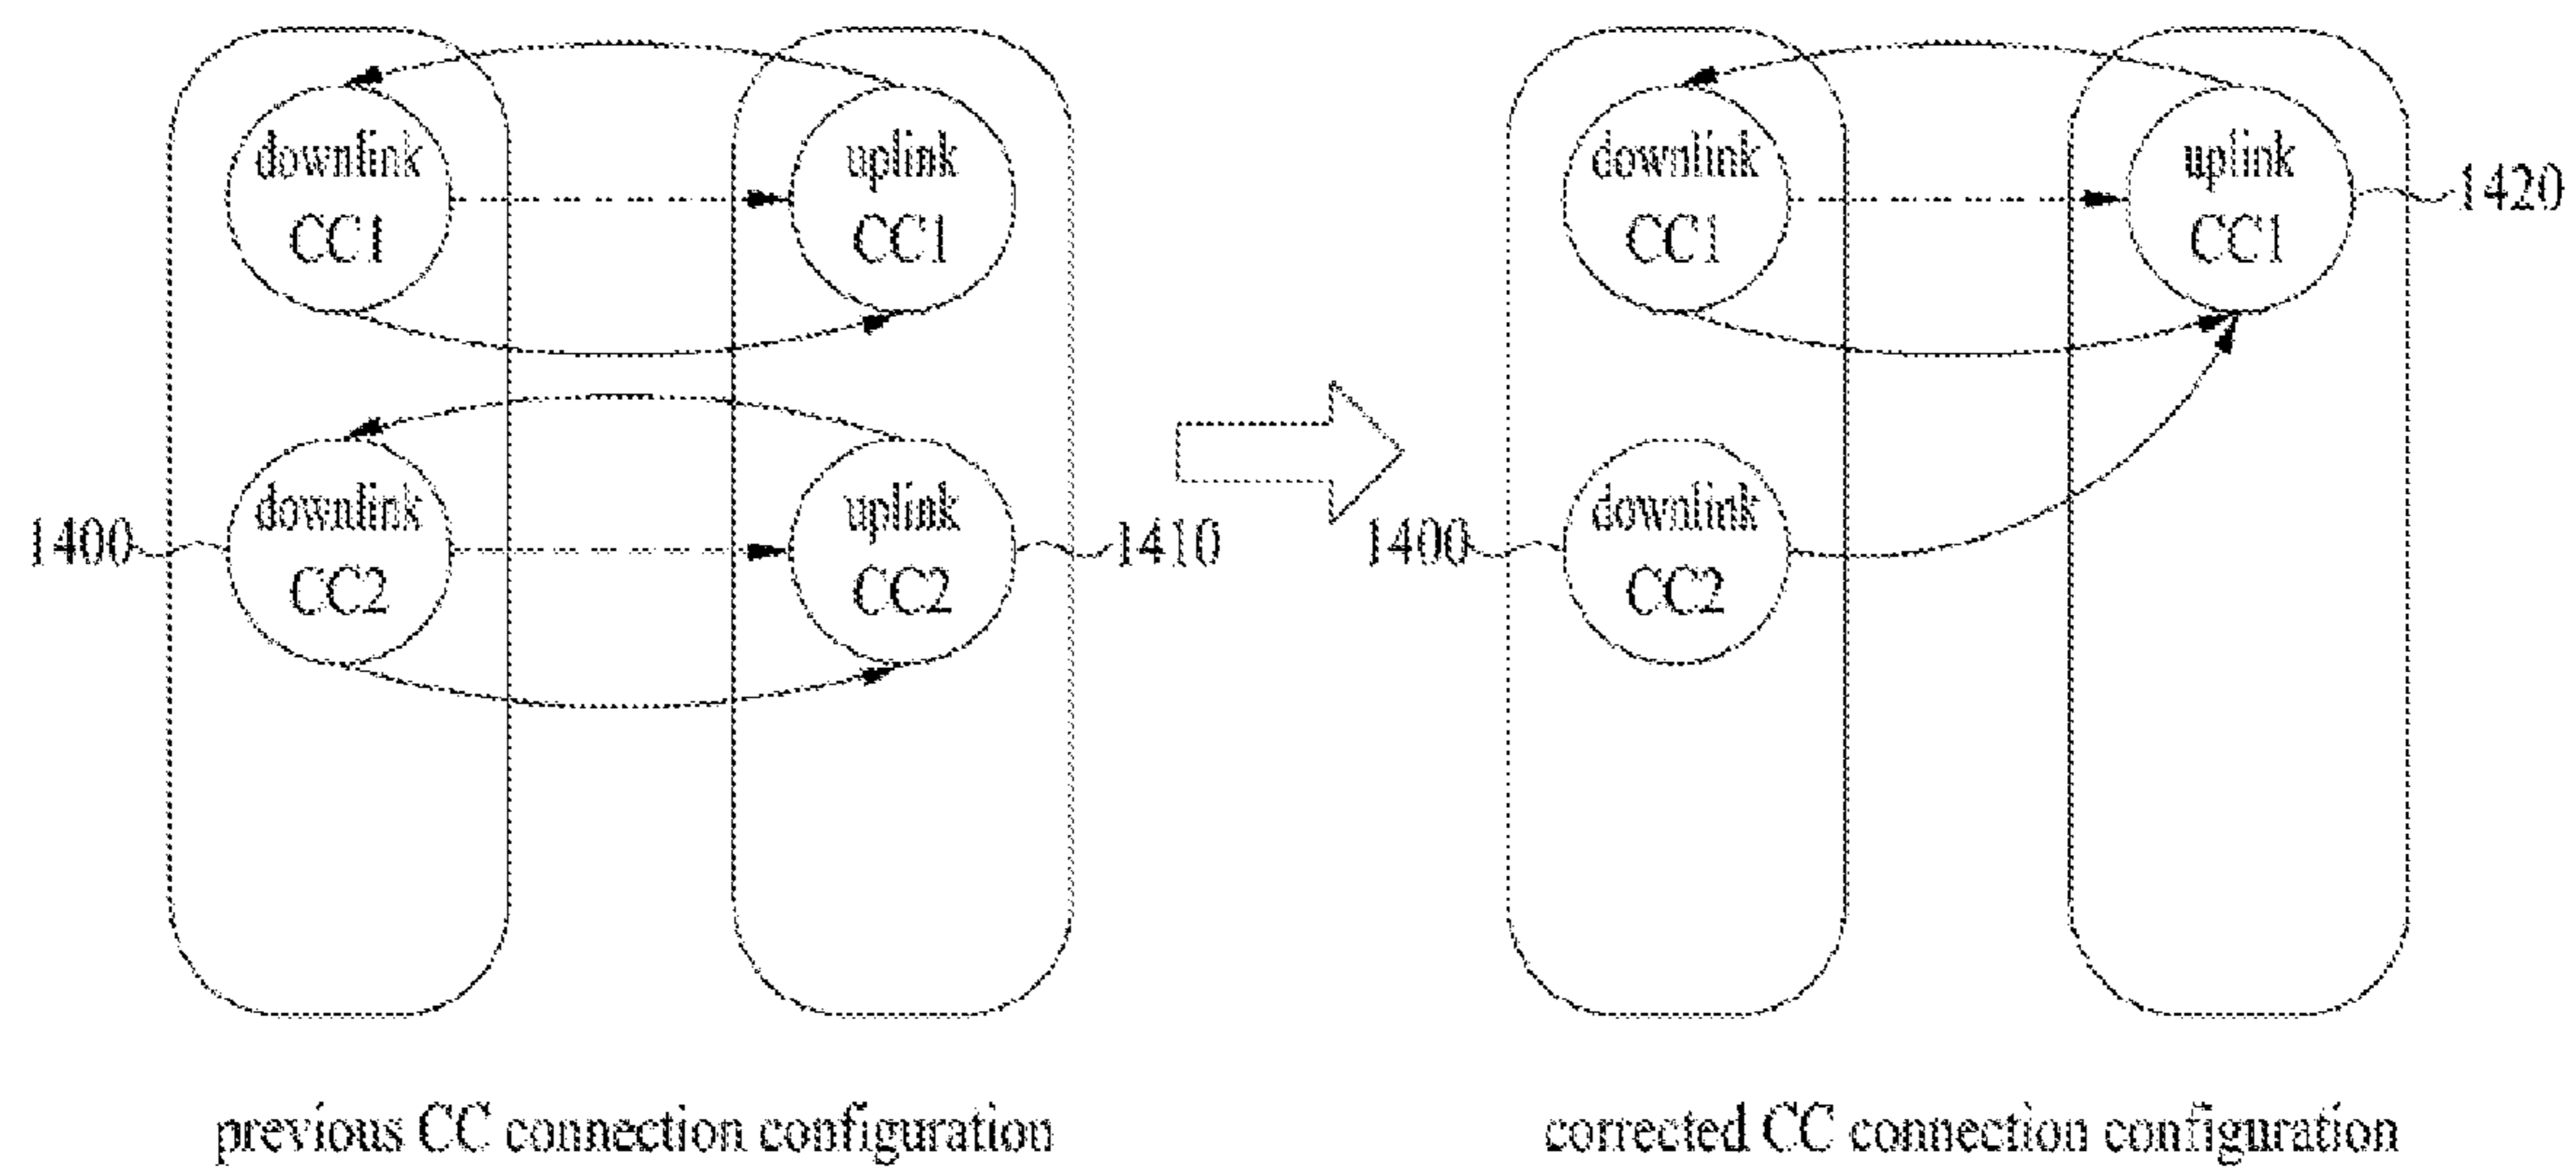 downlink
CC1
uplink
CC1
1400
downlink
CC2
uplink
CC2
1410
previous CC connection configuration
downlink
CC1
uplink
CC1
1420
1400
downlink
CC2
corrected CC connection configuration